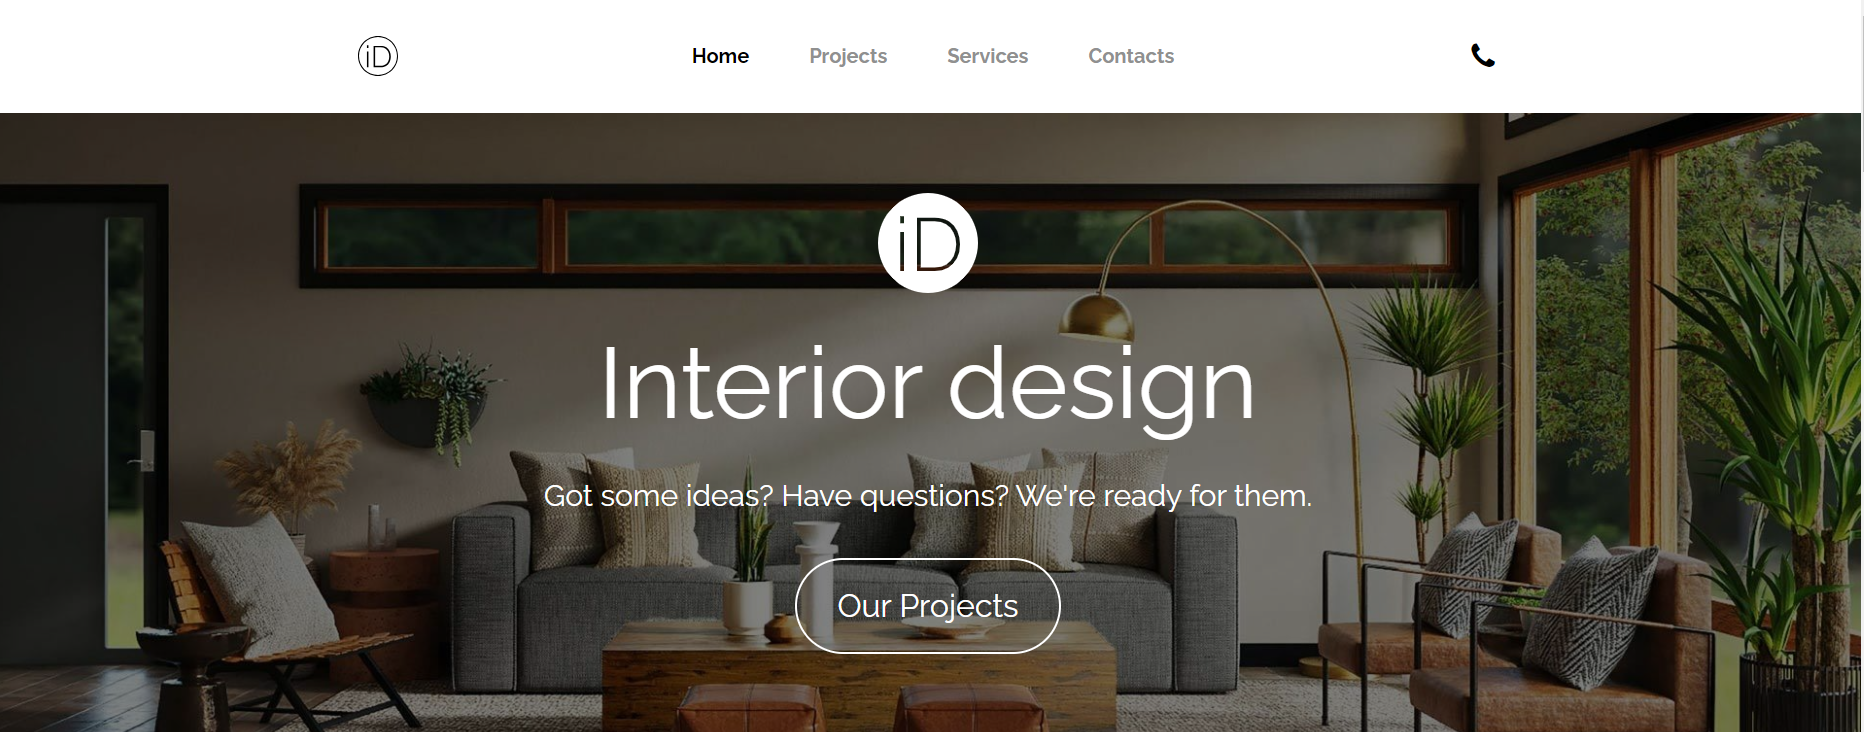 iD
Home Projects Services Contacts
iD
Interior design
Got some ideas? Have questions? We're ready for them.
Our Projects